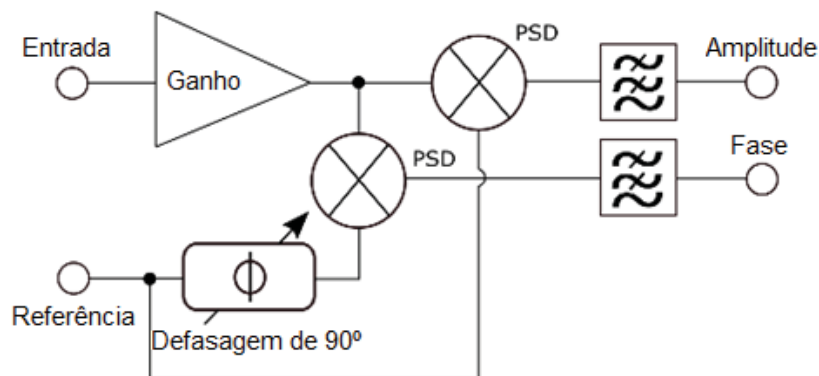 Entrada
Ganho
PSD
Amplitude
PSD
Fase
Referência
Defasagem de 90º